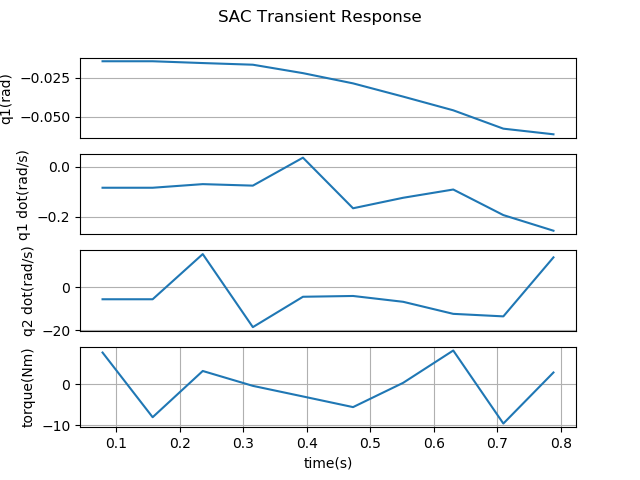 SAC Transient Response
q1(rad)
−0.025
−0.050
q1 dot(rad/s)
0.0
−0.2
q2 dot(rad/s)
0
−20
torque(Nm)
0
−10
0.1 0.2 0.3 0.4 0.5 0.6 0.7 0.8
time(s)